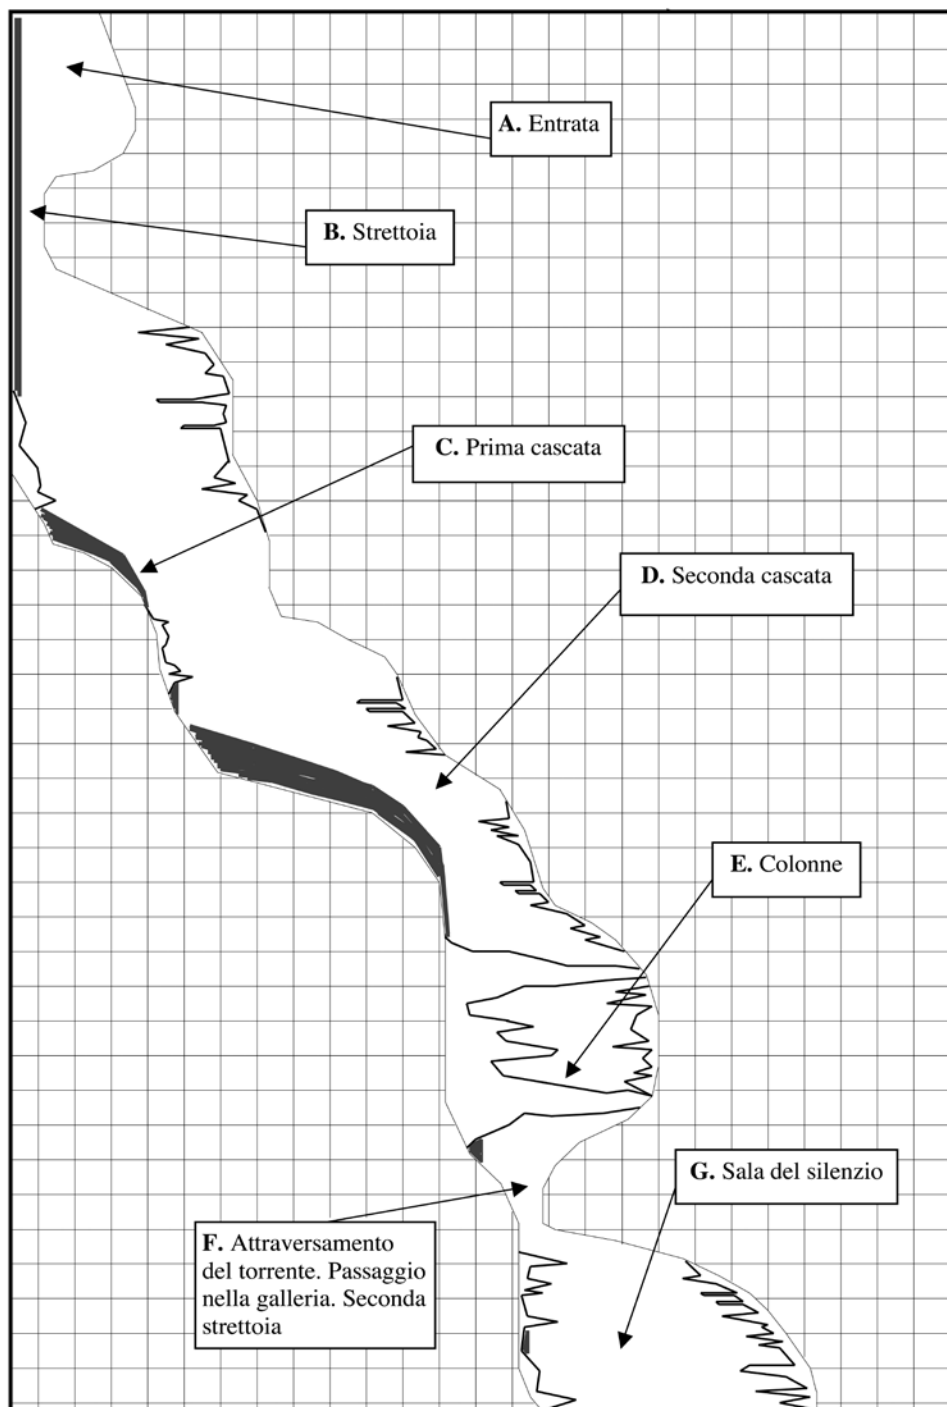 A. Entrata
B. Strettoia
C. Prima cascata
D. Seconda cascata
E. Colonne
G. Sala del silenzio
F. Attraversamento
del torrente. Passaggio
nella galleria. Seconda
strettoia